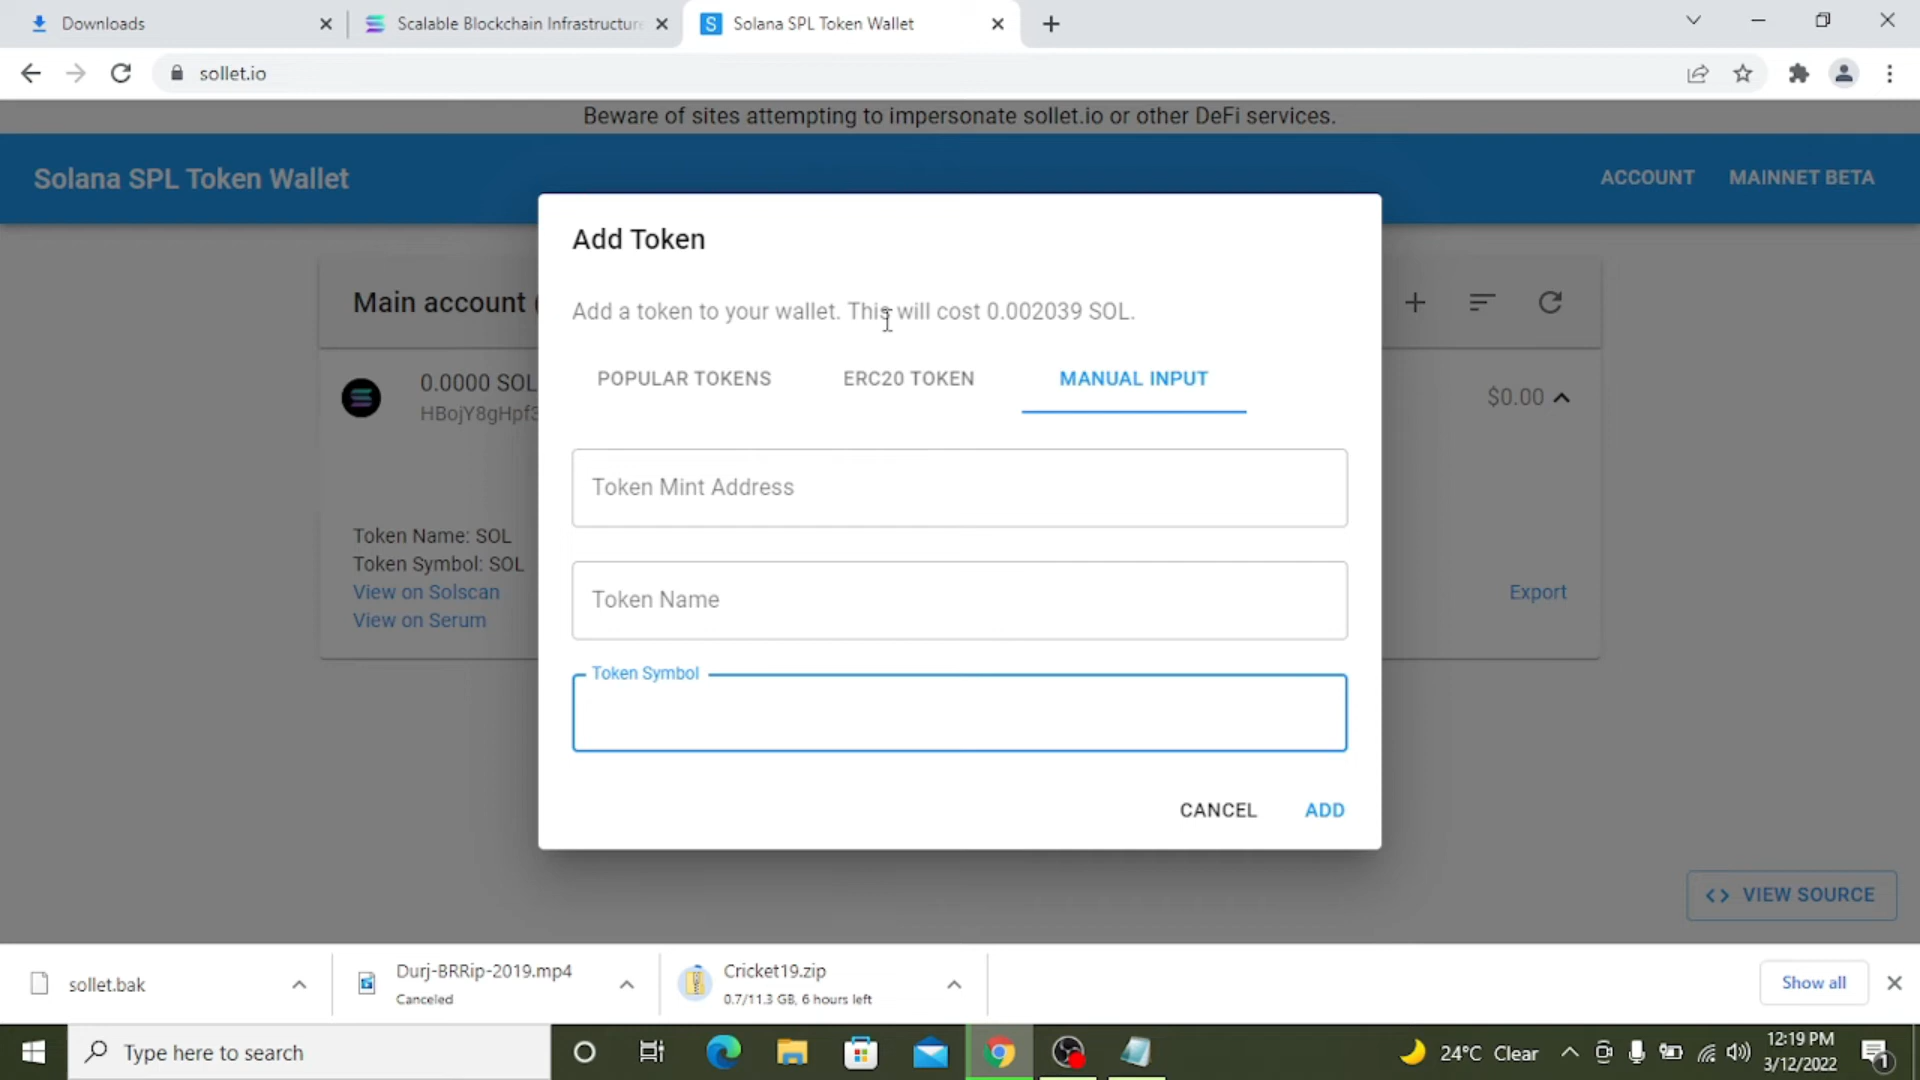 Downloads
Scalable Blockchain Infrastructure
Solana SPL Token Wallet
sollet.io
Beware of sites attempting to impersonate sollet.io or other DeFi services.
Solana SPL Token Wallet
ACCOUNT
MAINNET BETA
Add Token
Main account (
Add a token to your wallet. This will cost 0.002039 SOL.
POPULAR TOKENS
ERC20 TOKEN
MANUAL INPUT
0.0000 SOL
HBojY8gHpf3
$0.00
Token Mint Address
Token Name: SOL
Token Symbol: SOL
View on Solscan
View on Serum
Export
Token Name
Token Symbol
CANCEL
ADD
<> VIEW SOURCE
sollet.bak
Durj-BRRip-2019.mp4
Canceled
Cricket19.zip
0.7/11.3 GB, 6 hours left
Show all
Type here to search
24°C Clear
12:19 PM
3/12/2022
1